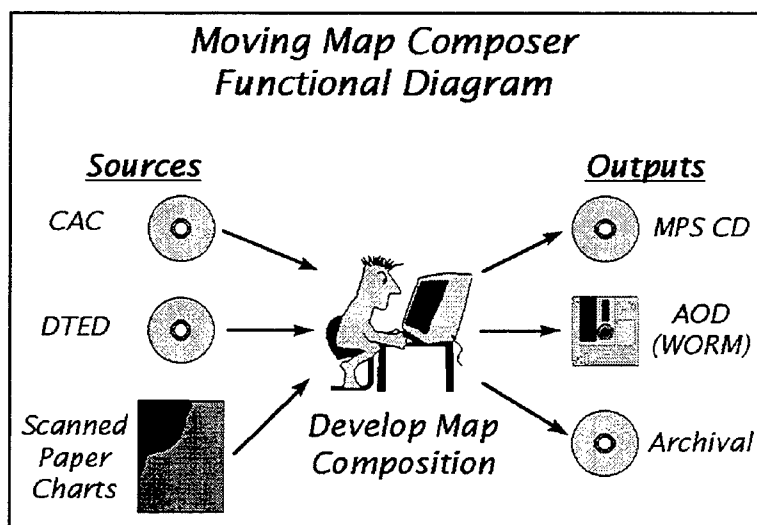 Moving Map Composer
Functional Diagram
Sources
CAC
DTED
Scanned
Paper
Charts
Develop Map
Composition
Outputs
MPS CD
AOD
(WORM)
Archival